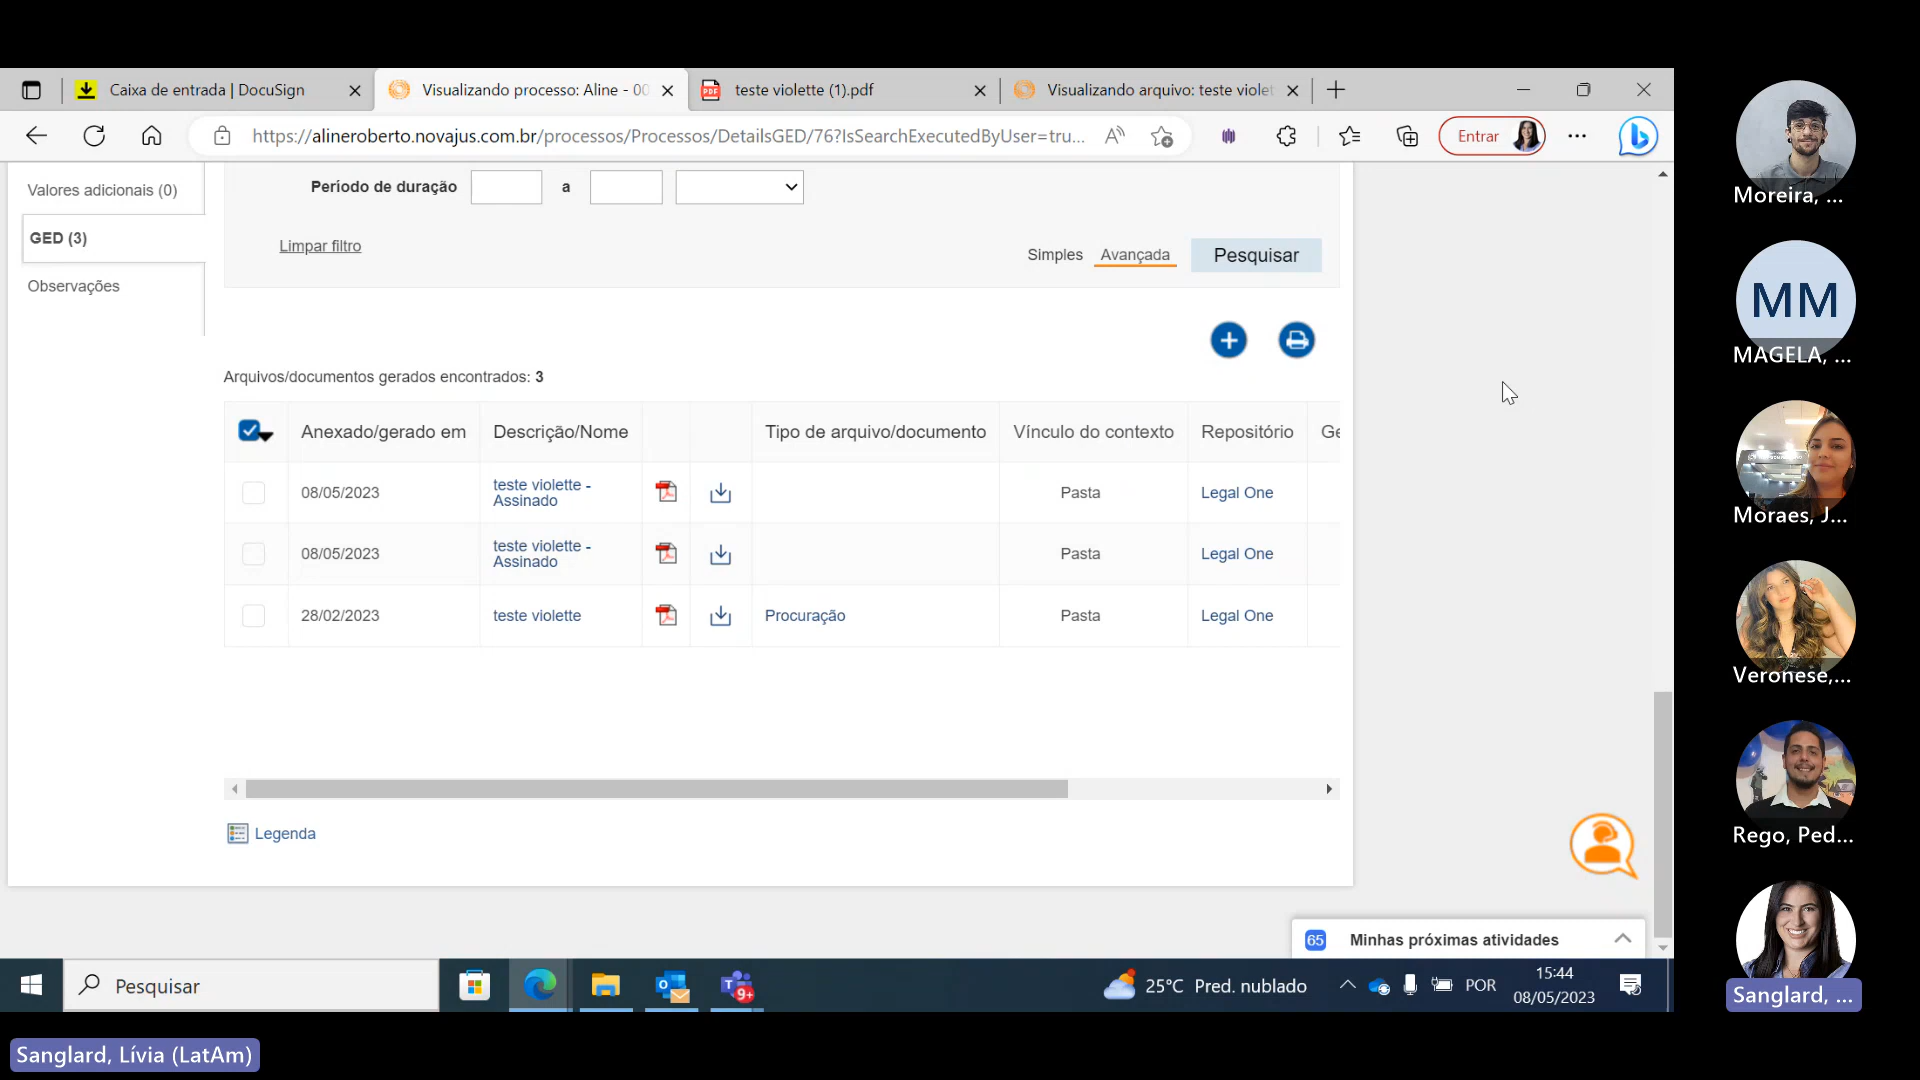 Caixa de entrada | DocuSign
Visualizando processo: Aline - 00
teste violette (1).pdf
Visualizando arquivo: teste violet
https://alineroberto.novajus.com.br/processos/Processos/DetailsGED/76?IsSearchExecutedByUser=tru...
Entrar
Valores adicionais (0)
GED (3)
Observações
Período de duração
a
Limpar filtro
Simples
Avançada
Pesquisar
Arquivos/documentos gerados encontrados: 3
Anexado/gerado em
Descrição/Nome
Tipo de arquivo/documento
Vínculo do contexto
Repositório
Ge
08/05/2023
teste violette -
Assinado
Pasta
Legal One
08/05/2023
teste violette -
Assinado
Pasta
Legal One
28/02/2023
teste violette
Procuração
Pasta
Legal One
Legenda
65
Minhas próximas atividades
Pesquisar
9+
25°C Pred. nublado
POR
15:44
08/05/2023
Moreira, ...
MM
MAGELA, ...
Moraes, J...
Veronese,...
Rego, Ped...
Sanglard, ...
Sanglard, Lívia (LatAm)